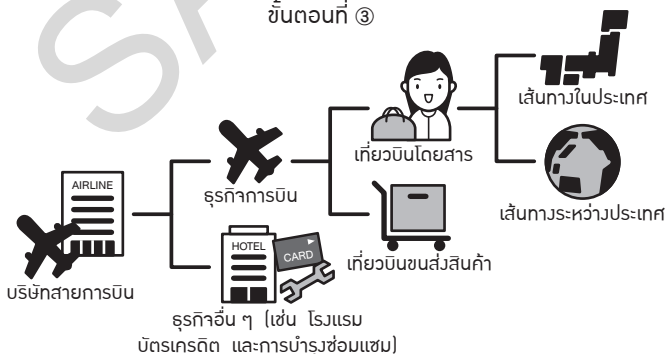 ขั้นตอนที่ ③
เส้นทางในประเทศ
เที่ยวบินโดยสาร
AIRLINE
ธุรกิจการบิน
เส้นทางระหว่างประเทศ
HOTEL
CARD
เที่ยวบินขนส่งสินค้า
บริษัทสายการบิน
ธุรกิจอื่น ๆ (เช่น โรงแรม
บัตรเครดิต และการบำรุงซ่อมแซม)